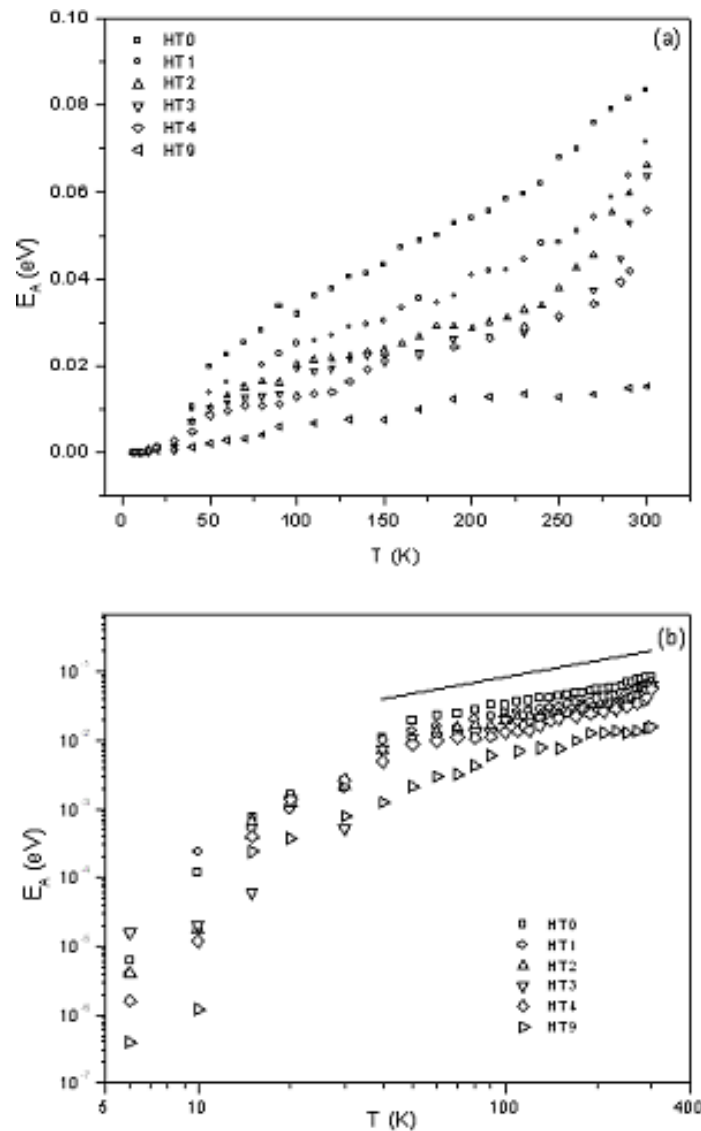 (a)
0.10
0.08
0.06
0.04
0.02
0.00
E_A (eV)
HT0
HT1
HT2
HT3
HT4
HT9
0
50
100
150
200
250
300
T (K)
(b)
10⁻¹
10⁻²
10⁻³
10⁻⁴
10⁻⁵
10⁻⁶
10⁻⁷
E_A (eV)
HT0
HT1
HT2
HT3
HT4
HT9
5
10
100
400
T (K)